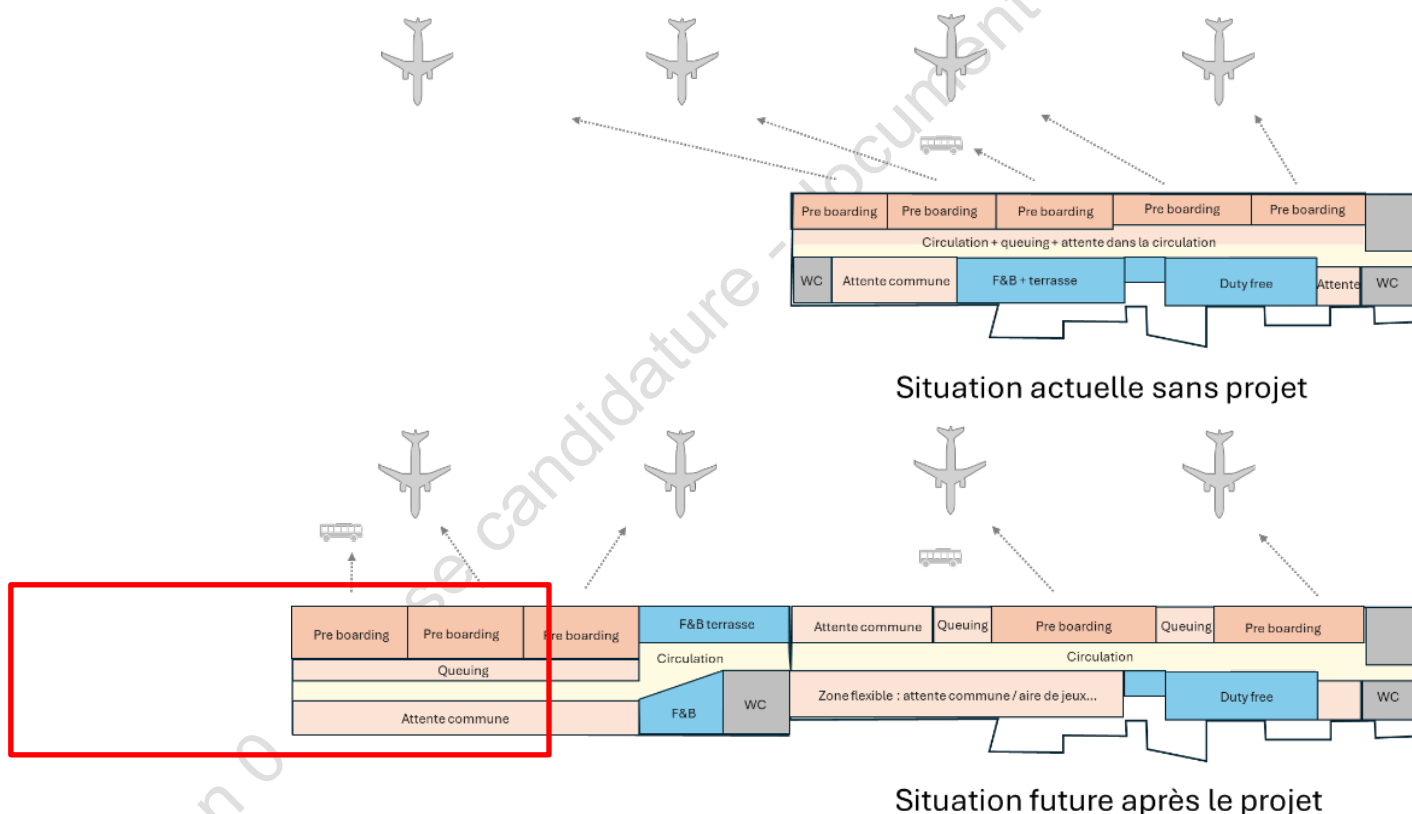 Pre boarding Pre boarding Pre boarding Pre boarding Pre boarding
Circulation + queuing + attente dans la circulation
WC Attente commune F&B + terrasse Duty free Attente WC
Situation actuelle sans projet
Pre boarding Pre boarding Pre boarding F&B terrasse Attente commune Queuing Pre boarding Queuing Pre boarding
Queuing Circulation Circulation
Attente commune F&B WC Zone flexible : attente commune / aire de jeux... Duty free WC
Situation future après le projet
se candidature - document